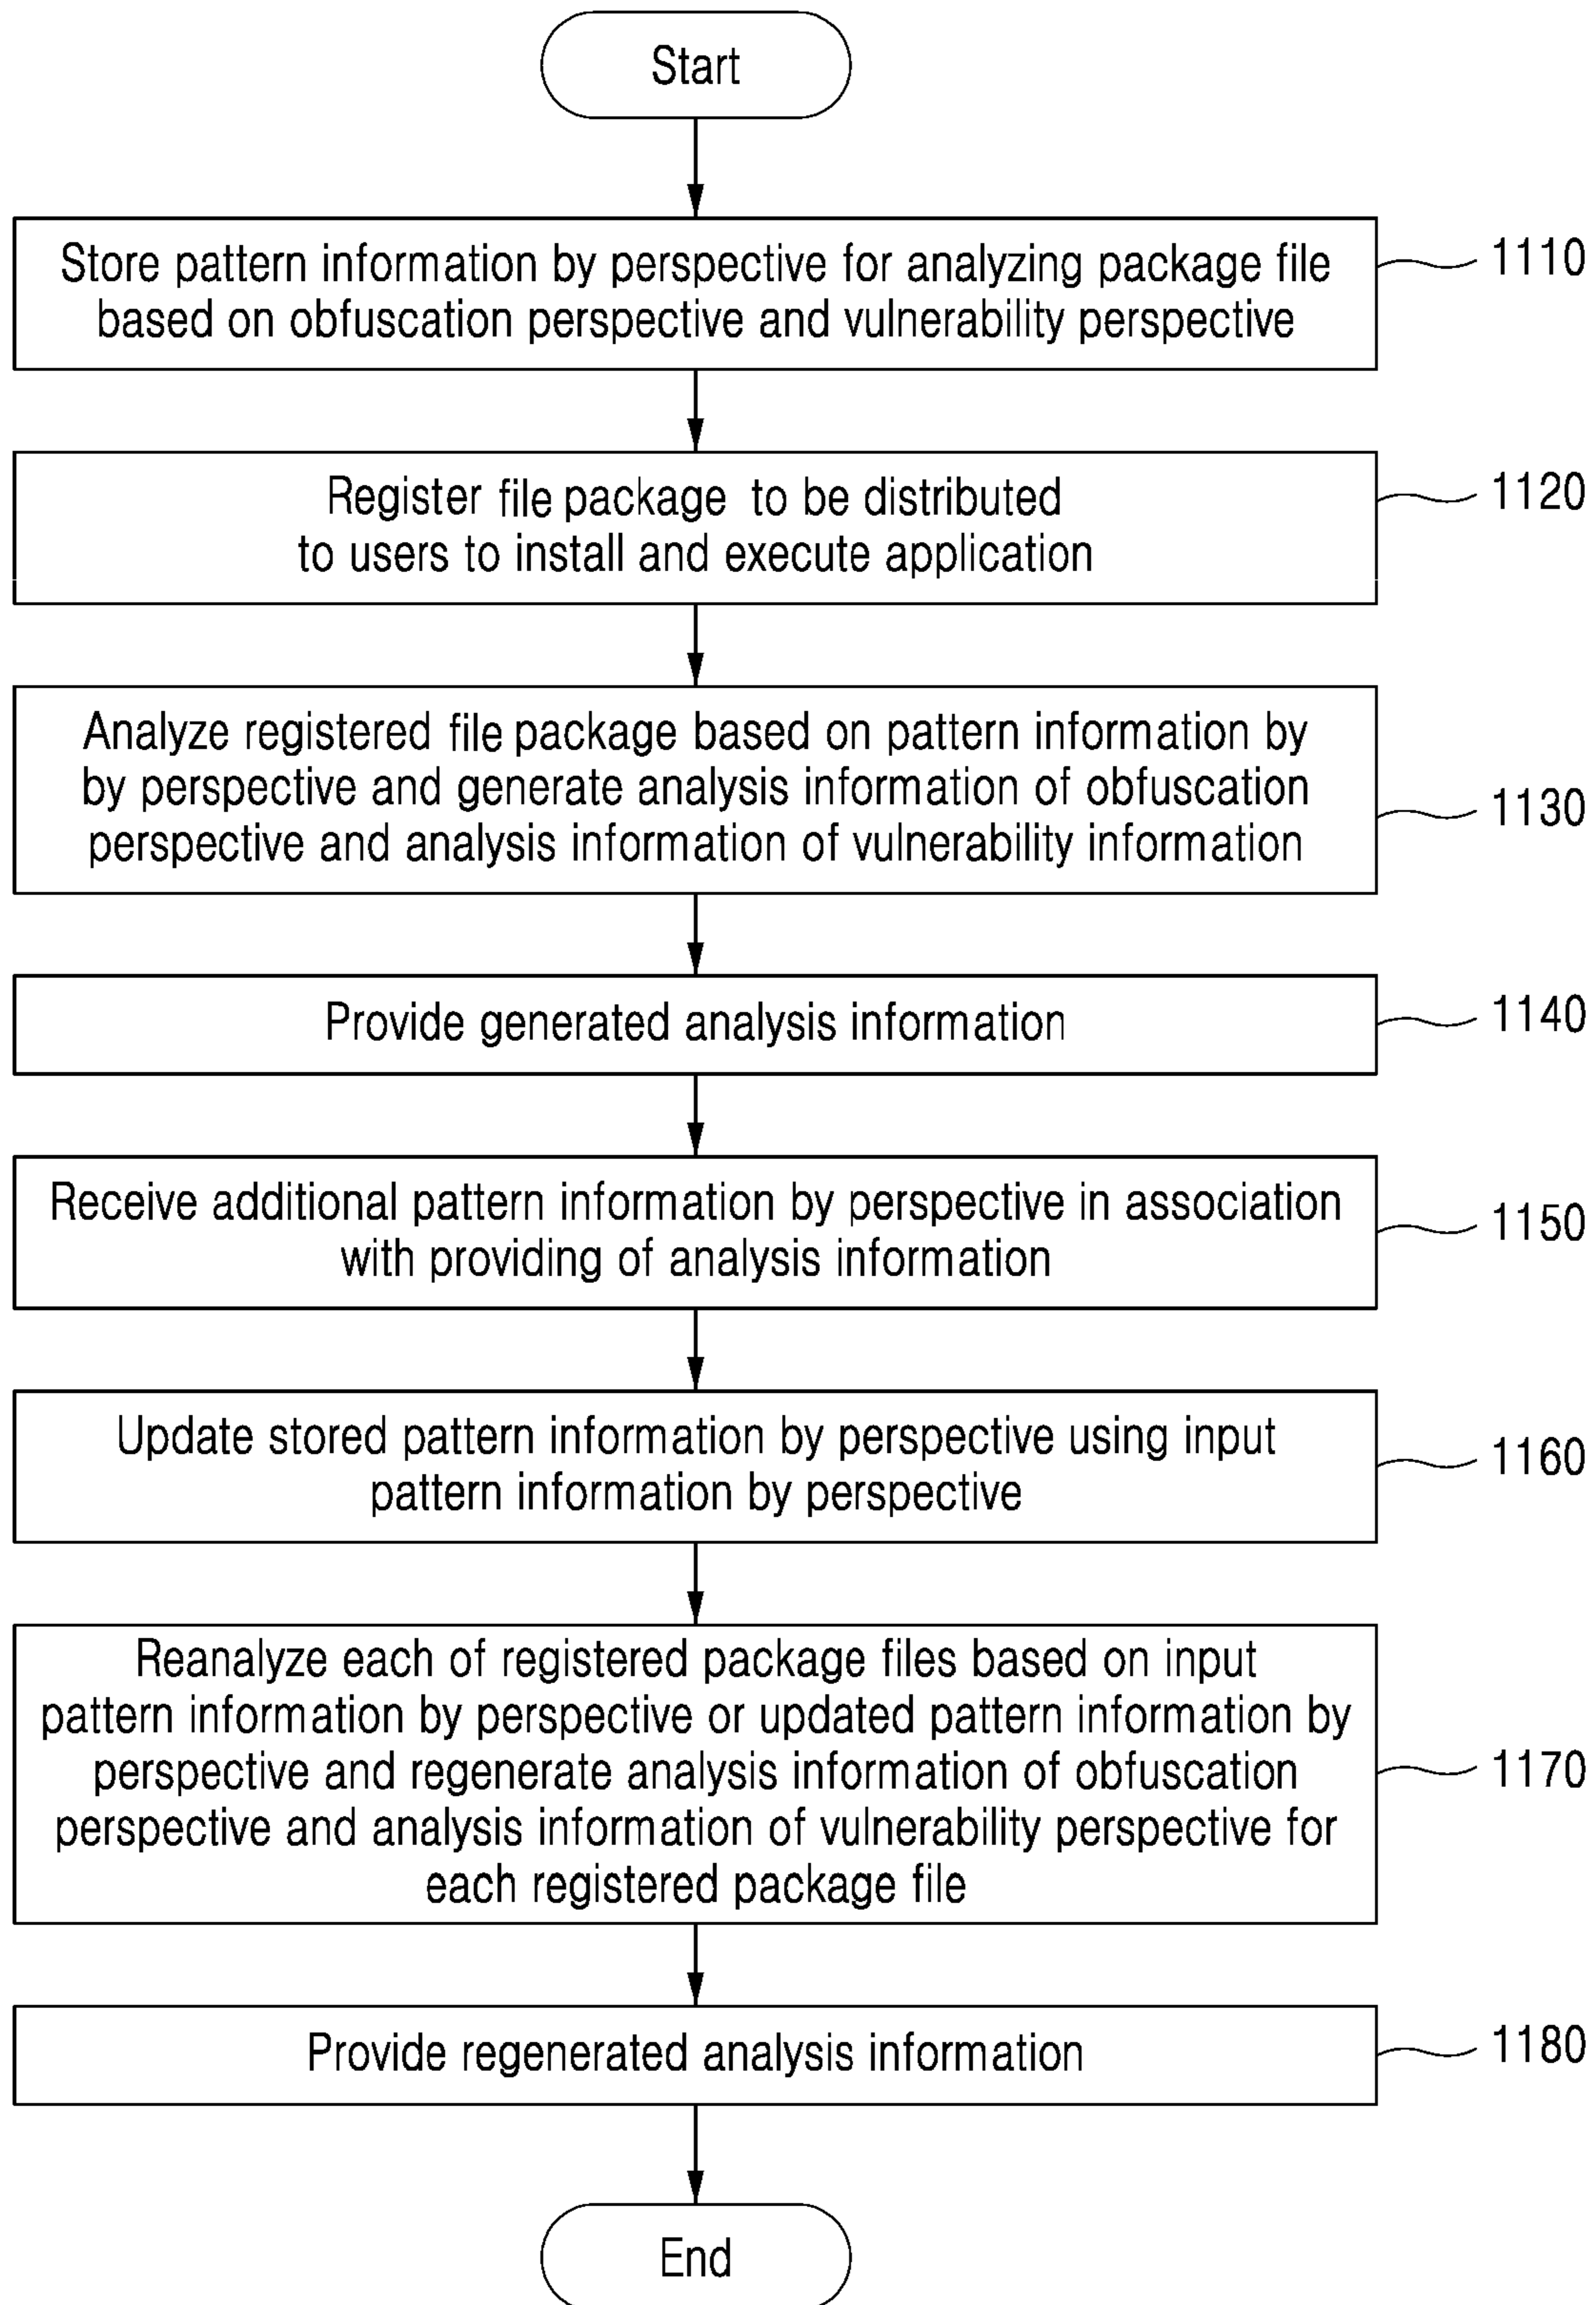 Start
Store pattern information by perspective for analyzing package file
based on obfuscation perspective and vulnerability perspective
1110
Register file package to be distributed
to users to install and execute application
1120
Analyze registered file package based on pattern information by
by perspective and generate analysis information of obfuscation
perspective and analysis information of vulnerability information
1130
Provide generated analysis information
1140
Receive additional pattern information by perspective in association
with providing of analysis information
1150
Update stored pattern information by perspective using input
pattern information by perspective
1160
Reanalyze each of registered package files based on input
pattern information by perspective or updated pattern information by
perspective and regenerate analysis information of obfuscation
perspective and analysis information of vulnerability perspective for
each registered package file
1170
Provide regenerated analysis information
1180
End